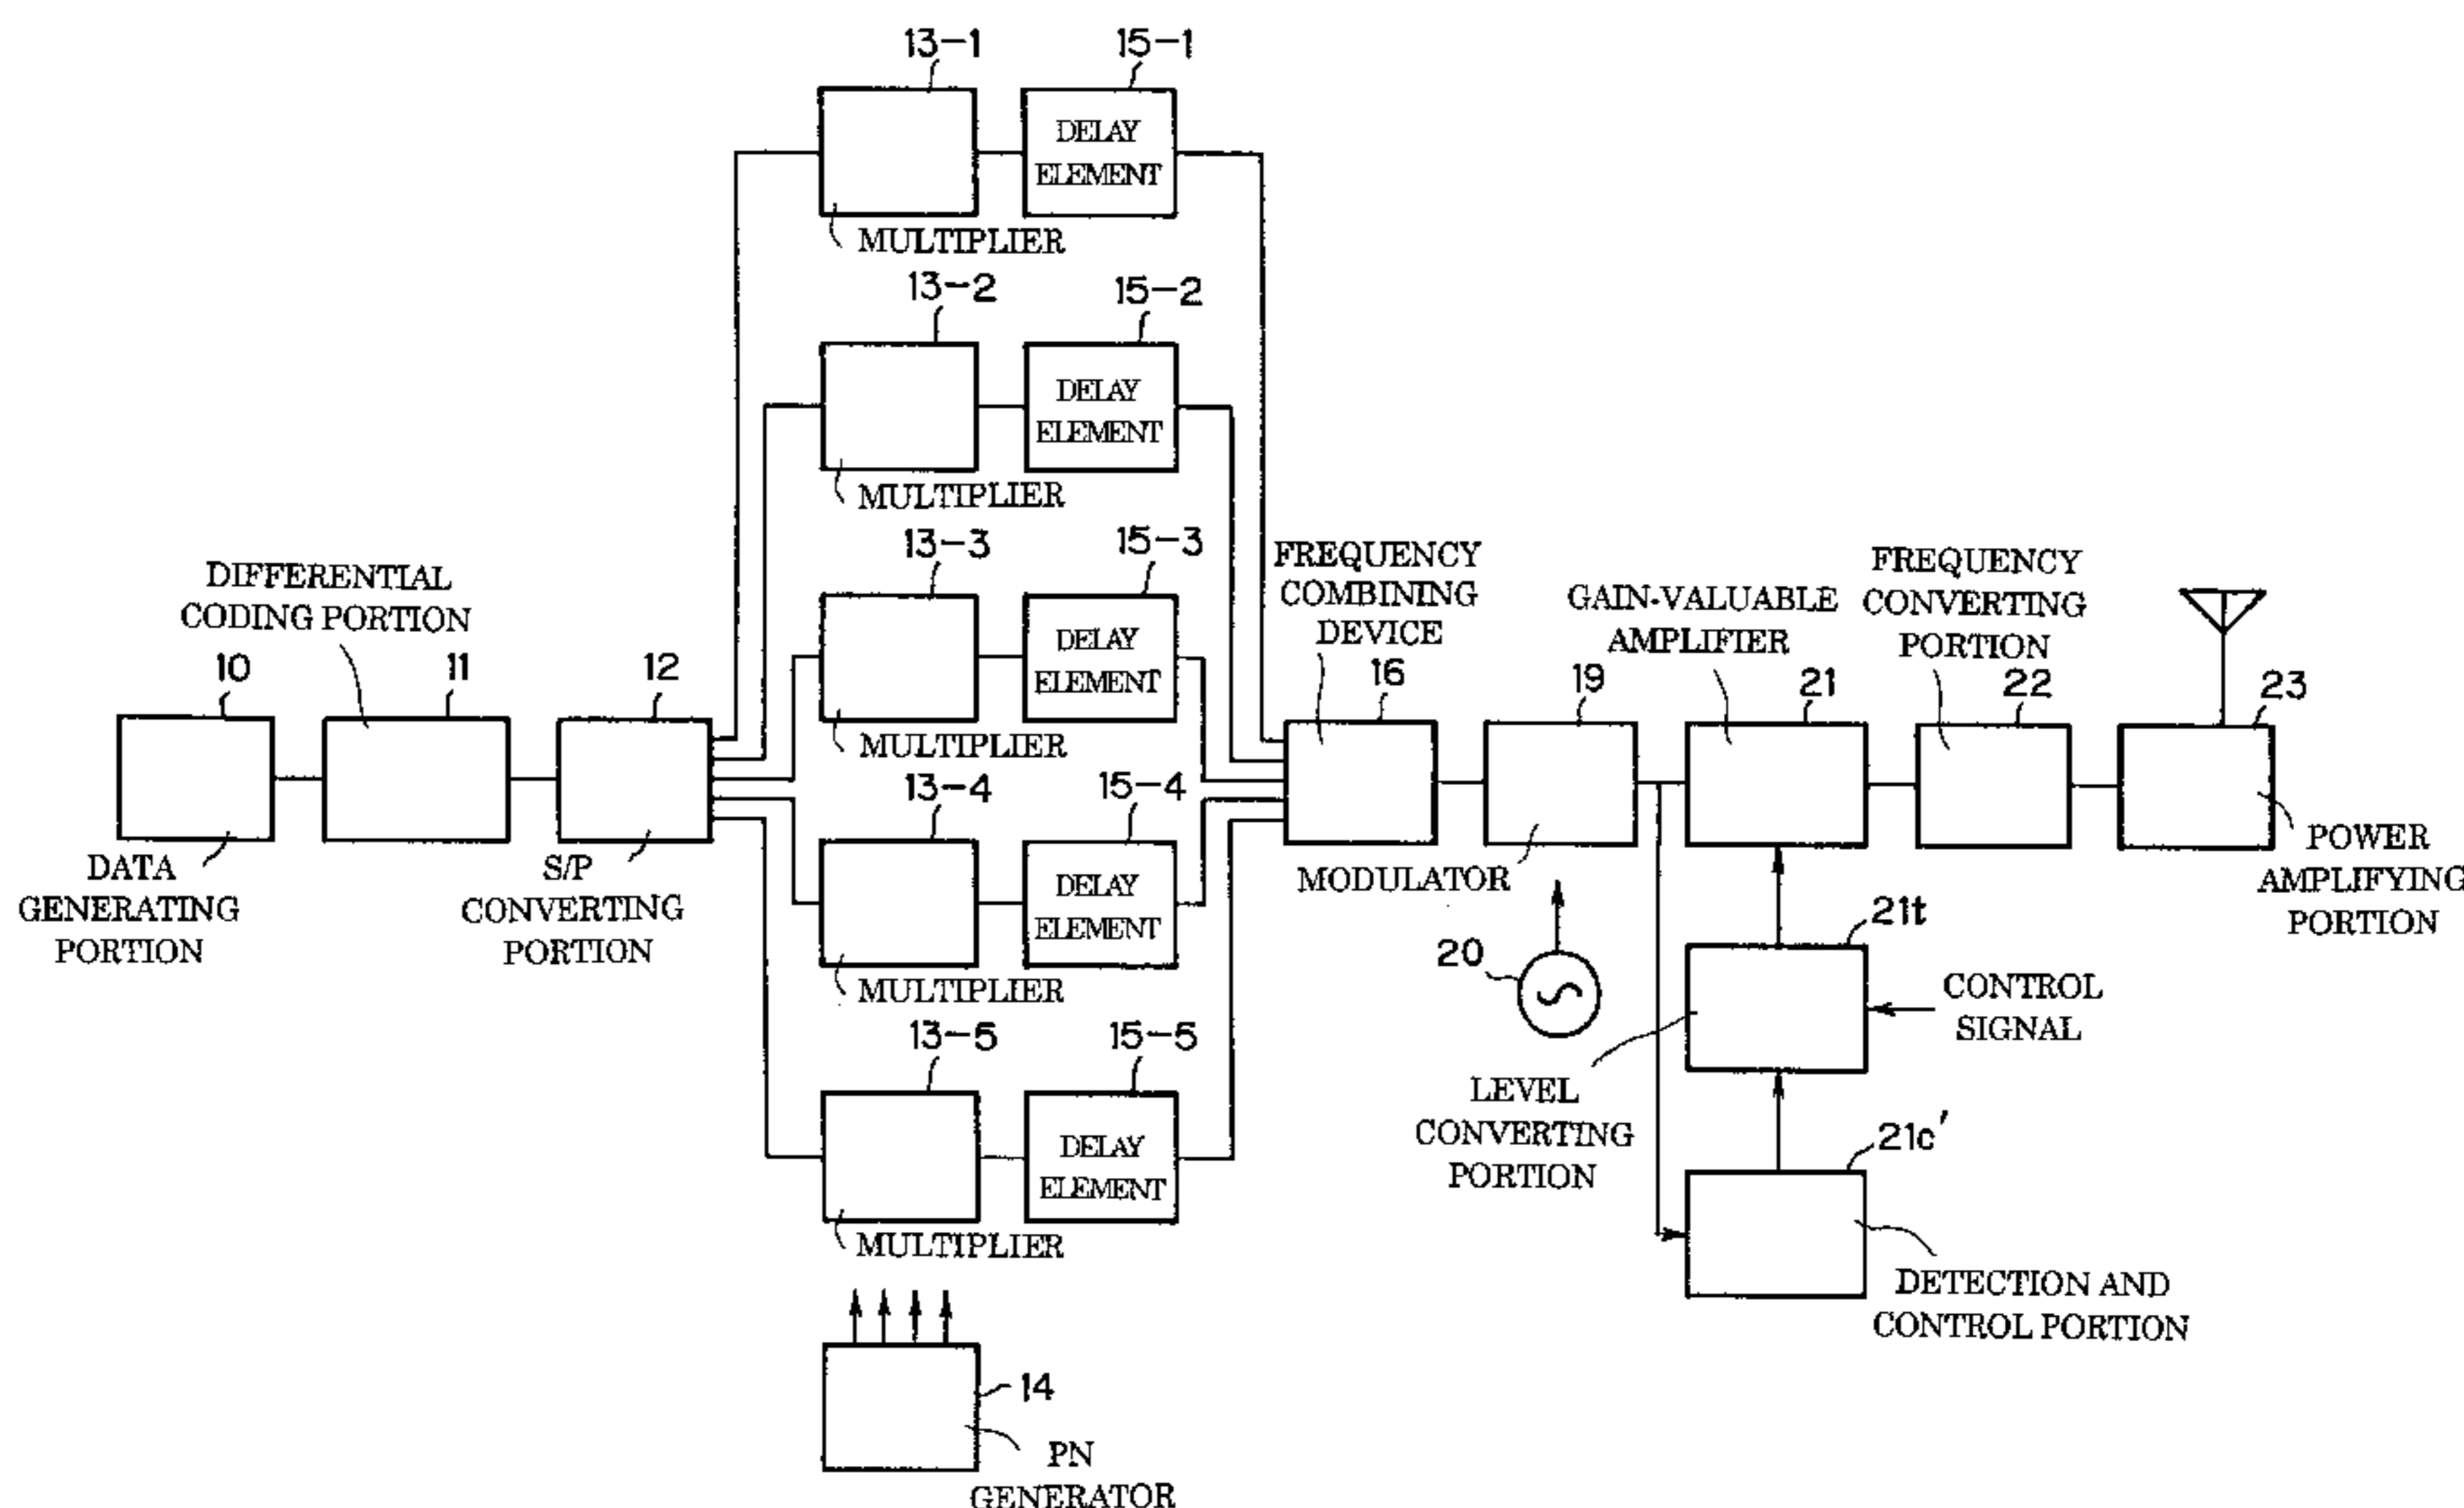 13-1
15-1
DELAY
ELEMENT
MULTIPLIER
13-2
15-2
DELAY
ELEMENT
MULTIPLIER
13-3
15-3
DELAY
ELEMENT
MULTIPLIER
13-4
15-4
DELAY
ELEMENT
MULTIPLIER
13-5
15-5
DELAY
ELEMENT
MULTIPLIER
14
PN
GENERATOR
DIFFERENTIAL
CODING PORTION
10
11
12
DATA
GENERATING
PORTION
S/P
CONVERTING
PORTION
FREQUENCY
COMBINING
DEVICE
16
19
MODULATOR
20
GAIN-VALUABLE
AMPLIFIER
21
FREQUENCY
CONVERTING
PORTION
22
23
POWER
AMPLIFYING
PORTION
21t
CONTROL
SIGNAL
LEVEL
CONVERTING
PORTION
21c'
DETECTION AND
CONTROL PORTION